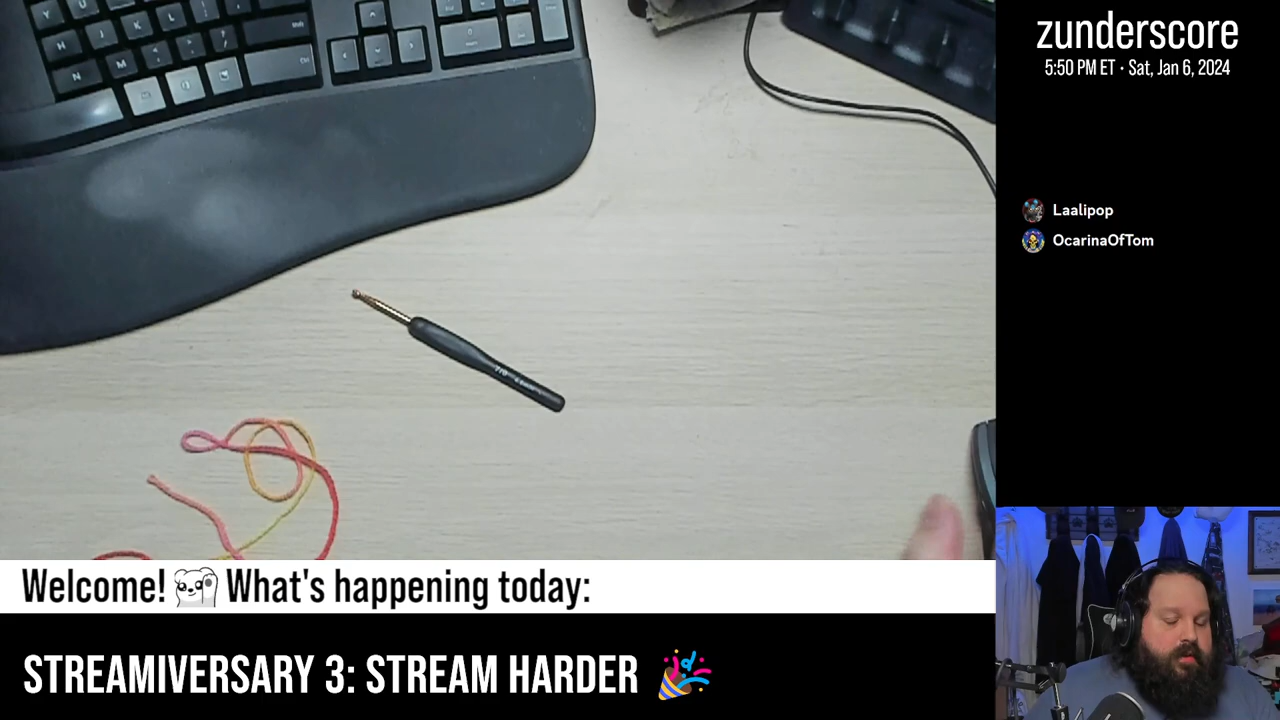 zunderscore
5:50 PM ET · Sat, Jan 6, 2024
Laalipop
OcarinaOfTom
Y
U
H
J
K
L
N
M
Welcome! What's happening today:
STREAMIVERSARY 3: STREAM HARDER